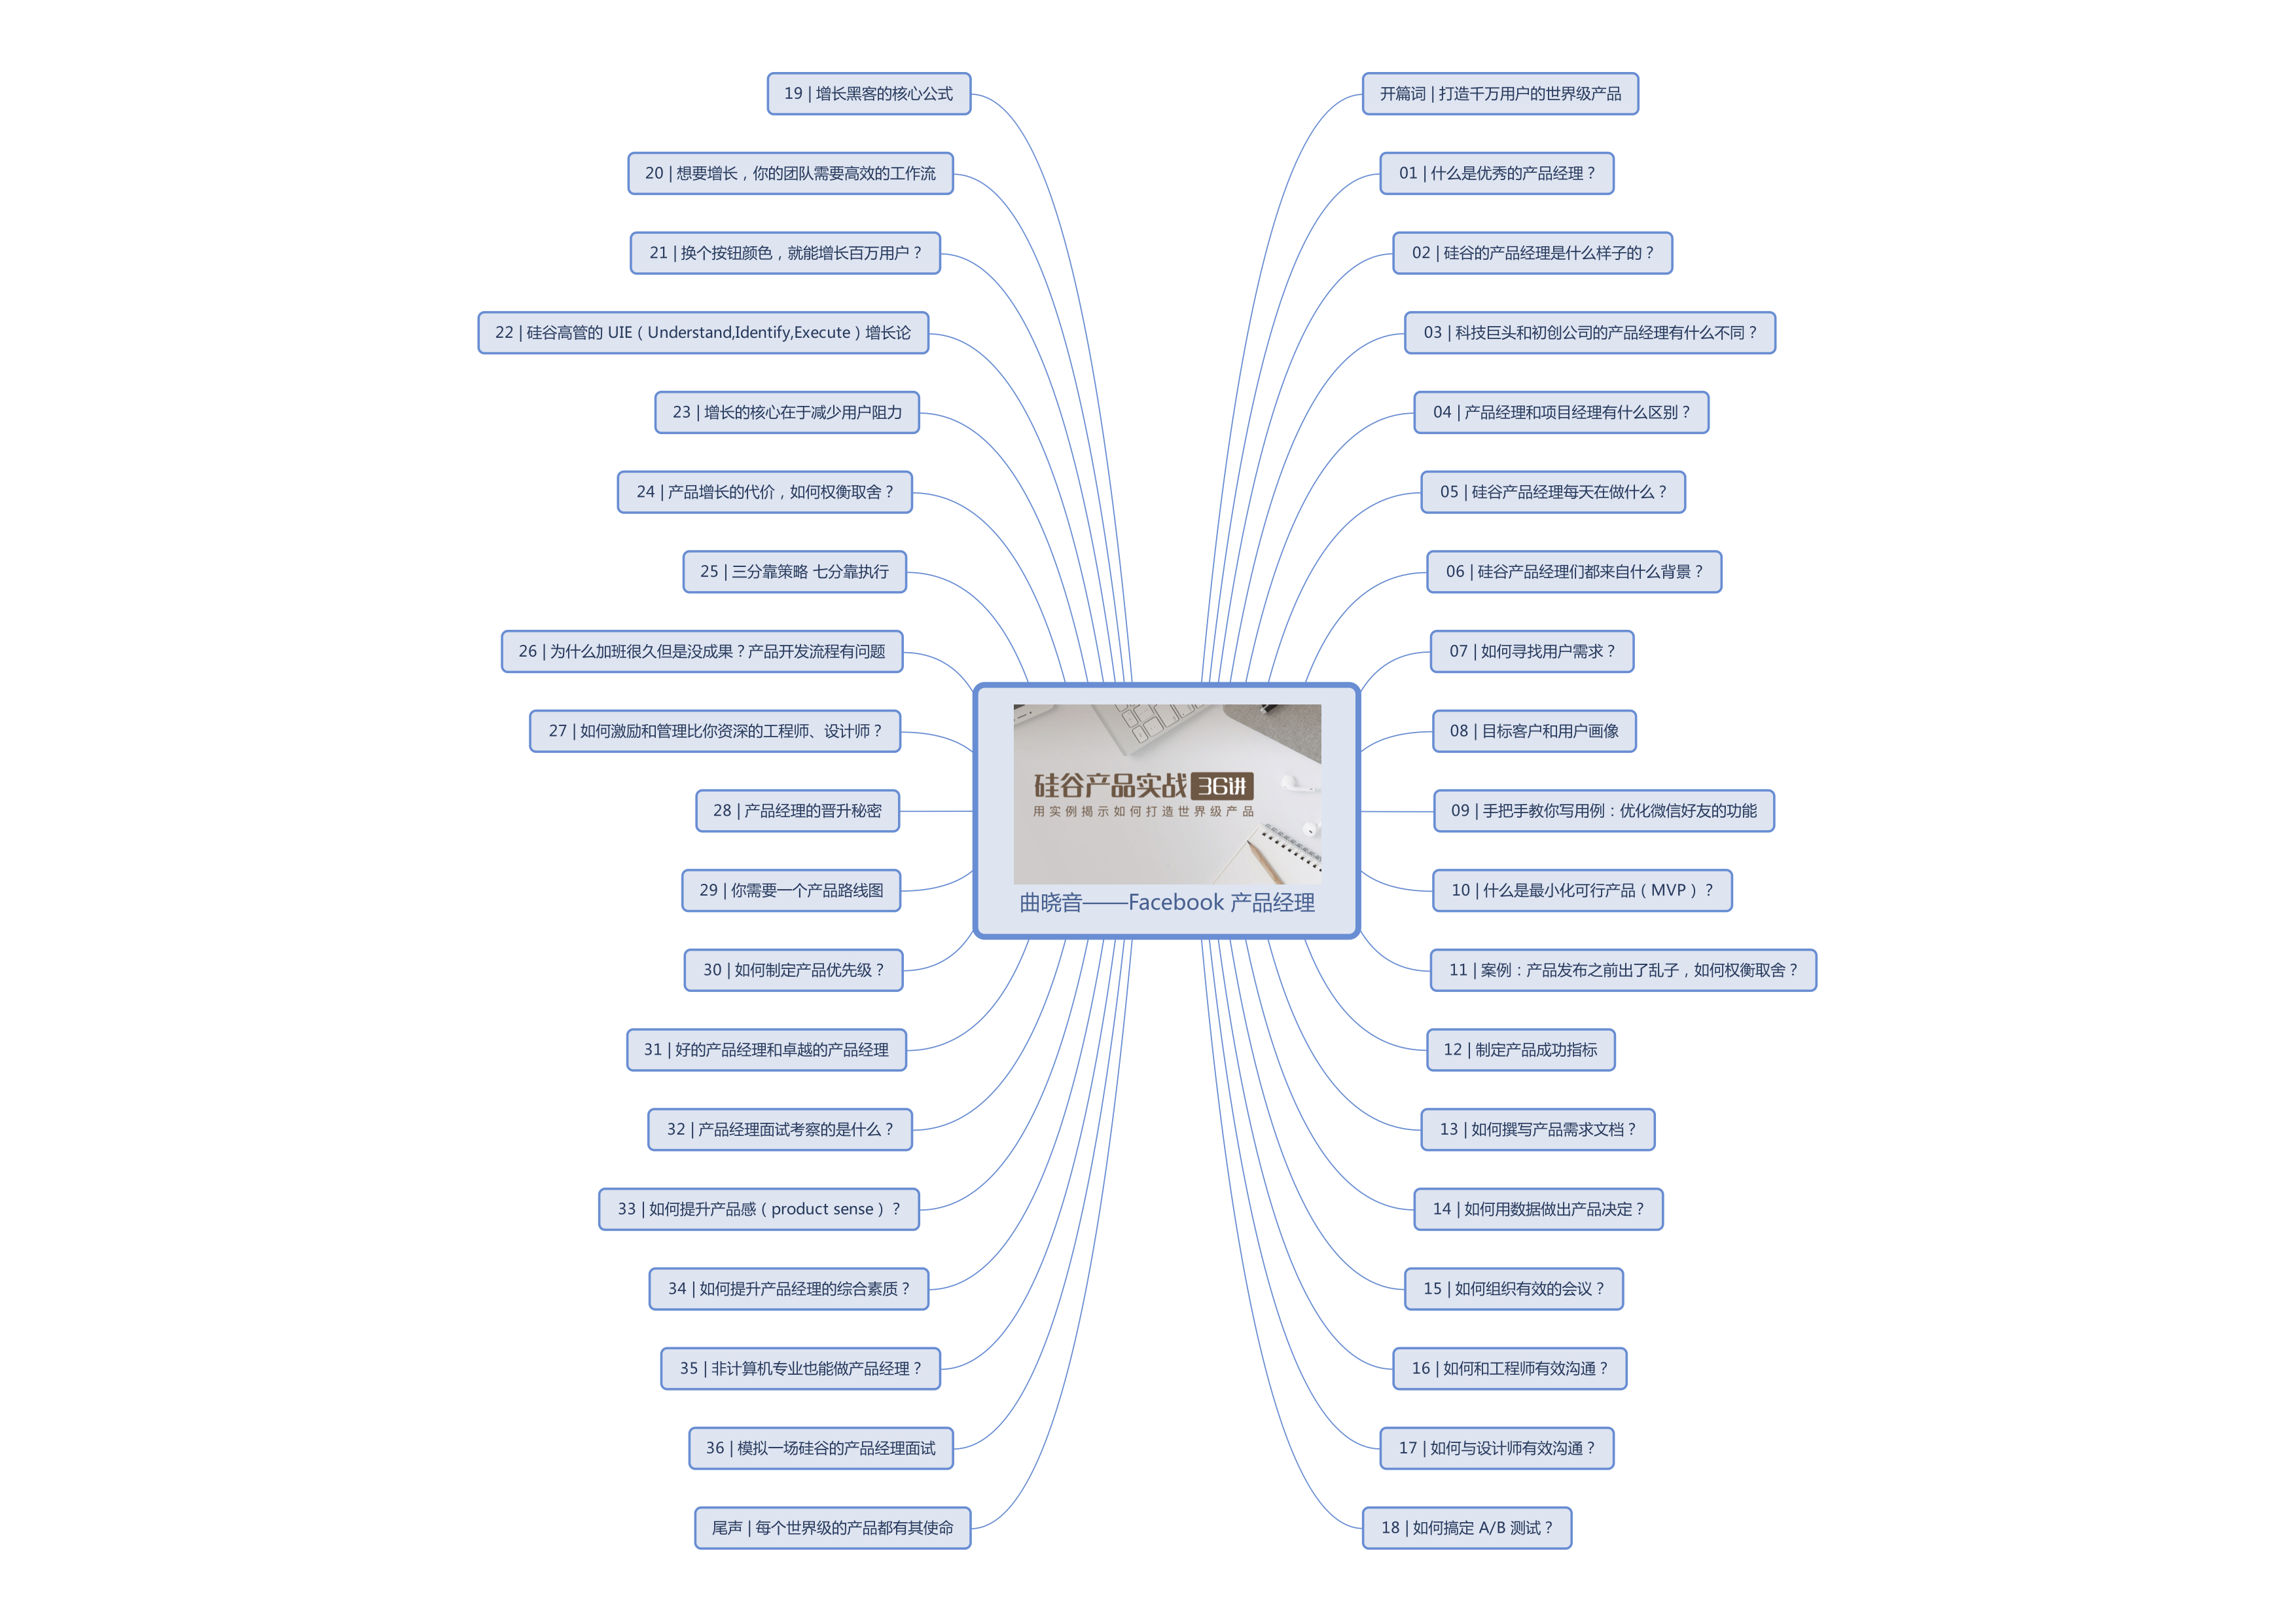 硅谷产品实战 36讲
用实例揭示如何打造世界级产品
曲晓音——Facebook 产品经理
开篇词 | 打造千万用户的世界级产品
01 | 什么是优秀的产品经理？
02 | 硅谷的产品经理是什么样子的？
03 | 科技巨头和初创公司的产品经理有什么不同？
04 | 产品经理和项目经理有什么区别？
05 | 硅谷产品经理每天在做什么？
06 | 硅谷产品经理们都来自什么背景？
07 | 如何寻找用户需求？
08 | 目标客户和用户画像
09 | 手把手教你写用例：优化微信好友的功能
10 | 什么是最小化可行产品（MVP）？
11 | 案例：产品发布之前出了乱子，如何权衡取舍？
12 | 制定产品成功指标
13 | 如何撰写产品需求文档？
14 | 如何用数据做出产品决定？
15 | 如何组织有效的会议？
16 | 如何和工程师有效沟通？
17 | 如何与设计师有效沟通？
18 | 如何搞定 A/B 测试？
19 | 增长黑客的核心公式
20 | 想要增长，你的团队需要高效的工作流
21 | 换个按钮颜色，就能增长百万用户？
22 | 硅谷高管的 UIE（Understand,Identify,Execute）增长论
23 | 增长的核心在于减少用户阻力
24 | 产品增长的代价，如何权衡取舍？
25 | 三分靠策略 七分靠执行
26 | 为什么加班很久但是没成果？产品开发流程有问题
27 | 如何激励和管理比你资深的工程师、设计师？
28 | 产品经理的晋升秘密
29 | 你需要一个产品路线图
30 | 如何制定产品优先级？
31 | 好的产品经理和卓越的产品经理
32 | 产品经理面试考察的是什么？
33 | 如何提升产品感（product sense）？
34 | 如何提升产品经理的综合素质？
35 | 非计算机专业也能做产品经理？
36 | 模拟一场硅谷的产品经理面试
尾声 | 每个世界级的产品都有其使命